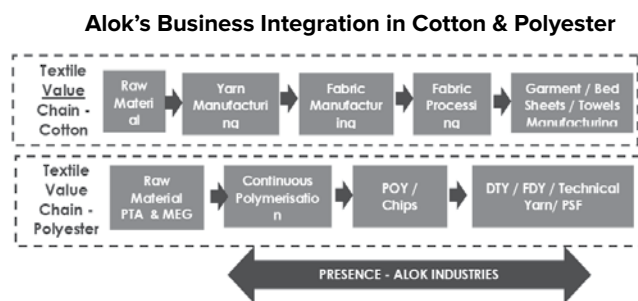 Alok's Business Integration in Cotton & Polyester
Textile
Value
Chain -
Cotton
Raw
Materi
al
Yarn
Manufacturi
ng
Fabric
Manufactur
ing
Fabric
Processi
ng
Garment / Bed
Sheets / Towels
Manufacturing
Textile
Value
Chain -
Polyester
Raw
Material
PTA & MEG
Continuous
Polymerisatio
n
POY /
Chips
DTY / FDY / Technical
Yarn/ PSF
PRESENCE - ALOK INDUSTRIES